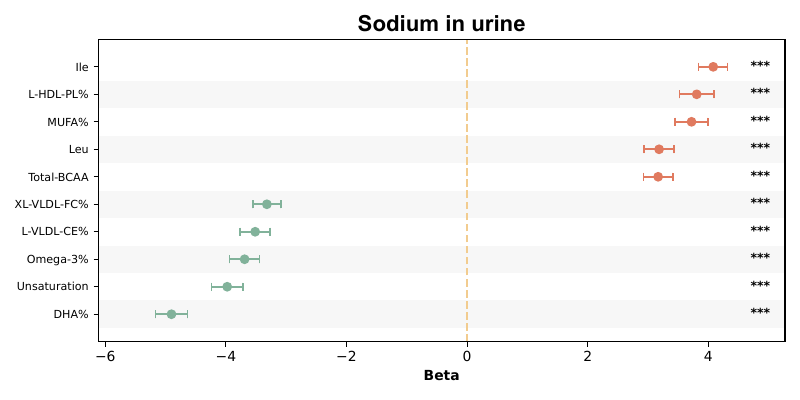 Sodium in urine
Ile ***
L-HDL-PL% ***
MUFA% ***
Leu ***
Total-BCAA ***
XL-VLDL-FC% ***
L-VLDL-CE% ***
Omega-3% ***
Unsaturation ***
DHA% ***
−6 −4 −2 0 2 4
Beta